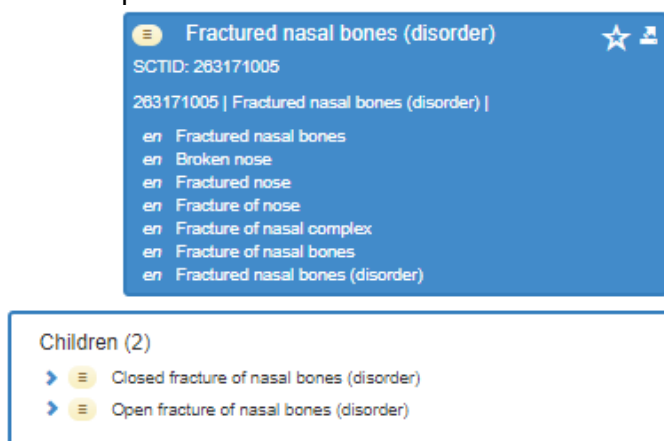 Fractured nasal bones (disorder)
SCTID: 263171005
263171005 | Fractured nasal bones (disorder) |
en Fractured nasal bones
en Broken nose
en Fractured nose
en Fracture of nose
en Fracture of nasal complex
en Fracture of nasal bones
en Fractured nasal bones (disorder)
Children (2)
Closed fracture of nasal bones (disorder)
Open fracture of nasal bones (disorder)